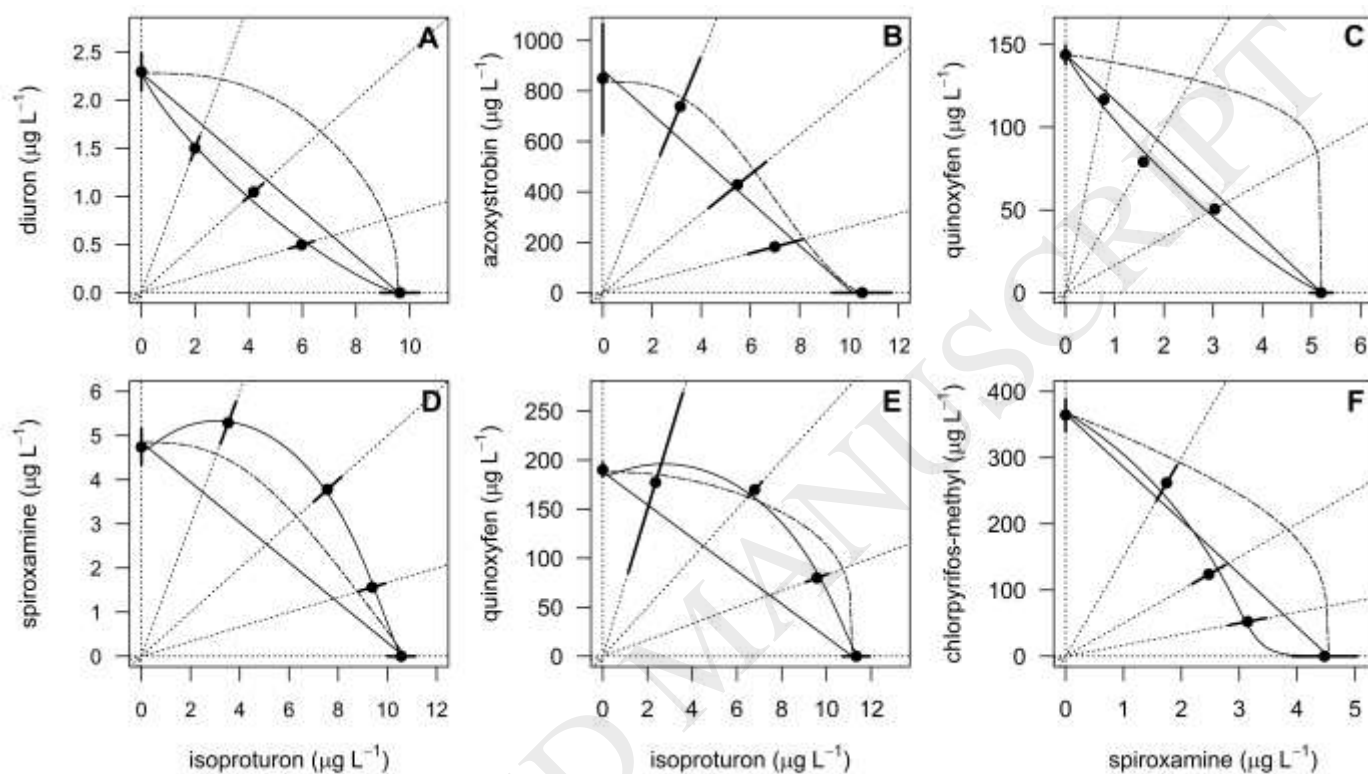 A
diuron (µg L⁻¹)
2.5
2.0
1.5
1.0
0.5
0.0
0 2 4 6 8 10
B
azoxystrobin (µg L⁻¹)
1000
800
600
400
200
0
0 2 4 6 8 10 12
C
quinoxyfen (µg L⁻¹)
150
100
50
0
0 1 2 3 4 5 6
D
spiroxamine (µg L⁻¹)
6
5
4
3
2
1
0
0 2 4 6 8 10 12
isoproturon (µg L⁻¹)
E
quinoxyfen (µg L⁻¹)
250
200
150
100
50
0
0 2 4 6 8 10 12
isoproturon (µg L⁻¹)
F
chlorpyrifos-methyl (µg L⁻¹)
400
300
200
100
0
0 1 2 3 4 5
spiroxamine (µg L⁻¹)
D MANUSCRIPT